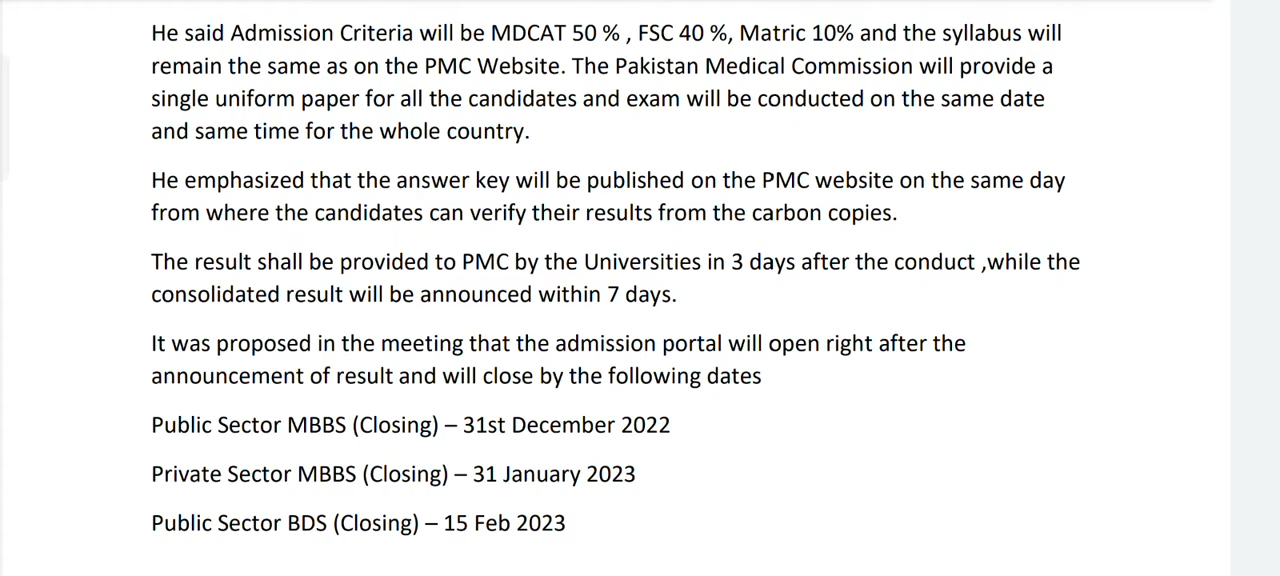 He said Admission Criteria will be MDCAT 50 % , FSC 40 %, Matric 10% and the syllabus will
remain the same as on the PMC Website. The Pakistan Medical Commission will provide a
single uniform paper for all the candidates and exam will be conducted on the same date
and same time for the whole country.
He emphasized that the answer key will be published on the PMC website on the same day
from where the candidates can verify their results from the carbon copies.
The result shall be provided to PMC by the Universities in 3 days after the conduct ,while the
consolidated result will be announced within 7 days.
It was proposed in the meeting that the admission portal will open right after the
announcement of result and will close by the following dates
Public Sector MBBS (Closing) – 31st December 2022
Private Sector MBBS (Closing) – 31 January 2023
Public Sector BDS (Closing) – 15 Feb 2023